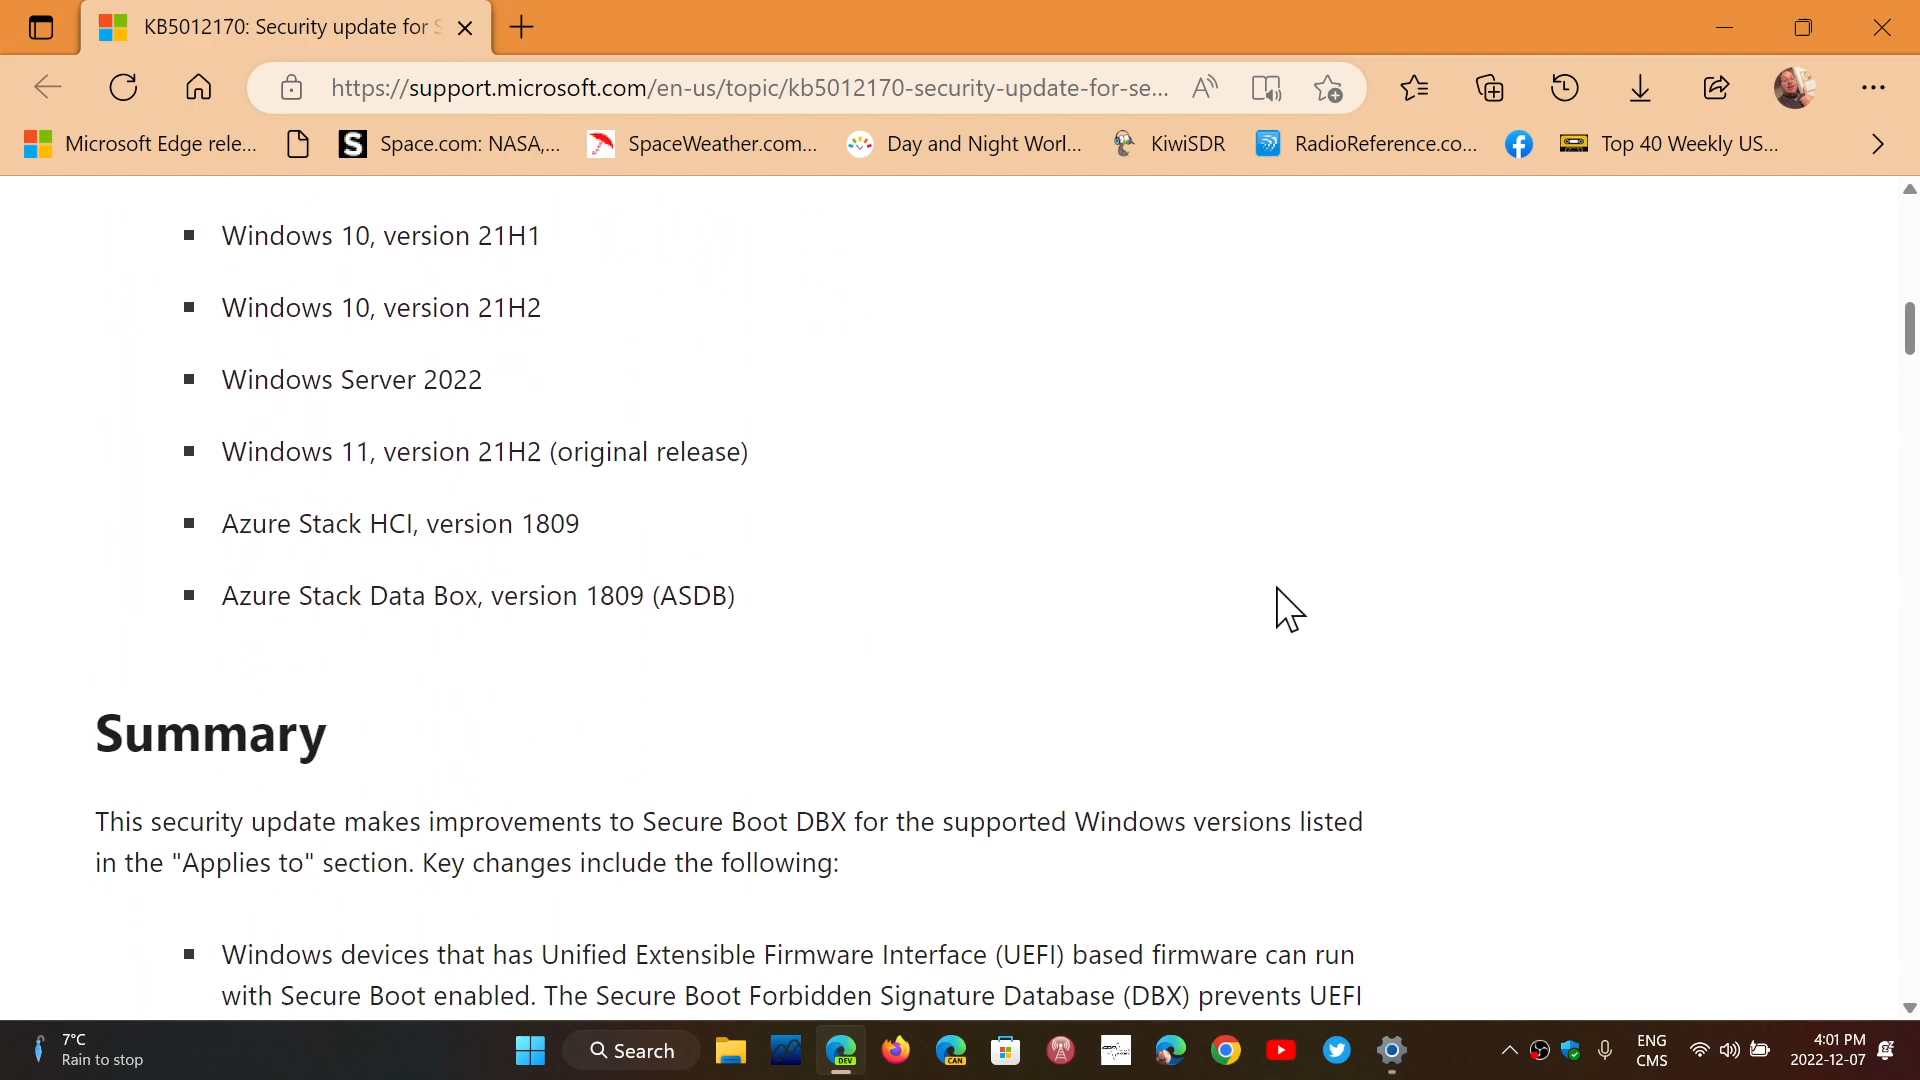 KB5012170: Security update for S
https://support.microsoft.com/en-us/topic/kb5012170-security-update-for-se...
Microsoft Edge rele...
Space.com: NASA,...
SpaceWeather.com...
Day and Night Worl...
KiwiSDR
RadioReference.co...
Top 40 Weekly US...
Windows 10, version 21H1
Windows 10, version 21H2
Windows Server 2022
Windows 11, version 21H2 (original release)
Azure Stack HCI, version 1809
Azure Stack Data Box, version 1809 (ASDB)
Summary
This security update makes improvements to Secure Boot DBX for the supported Windows versions listed
in the "Applies to" section. Key changes include the following:
Windows devices that has Unified Extensible Firmware Interface (UEFI) based firmware can run
with Secure Boot enabled. The Secure Boot Forbidden Signature Database (DBX) prevents UEFI
7°C
Rain to stop
Search
DEV
CAN
ENG
CMS
4:01 PM
2022-12-07